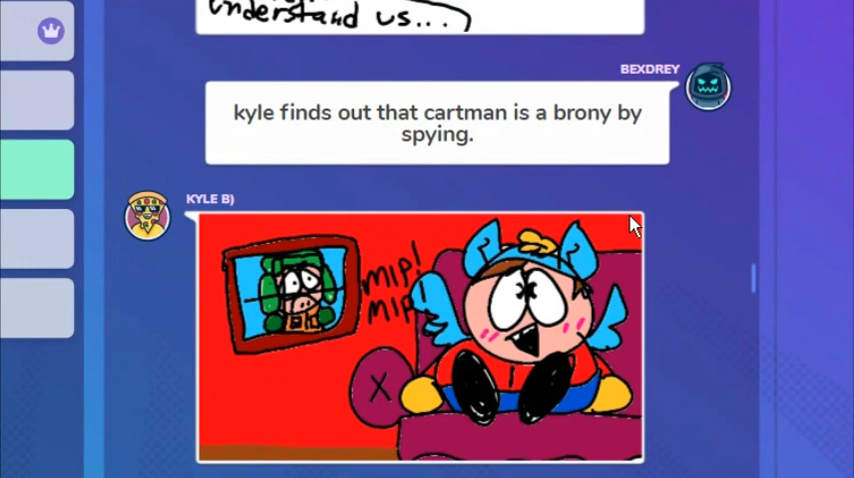 understand us...
BEXDREY
kyle finds out that cartman is a brony by
spying.
KYLE B)
MIP!
MIP
X